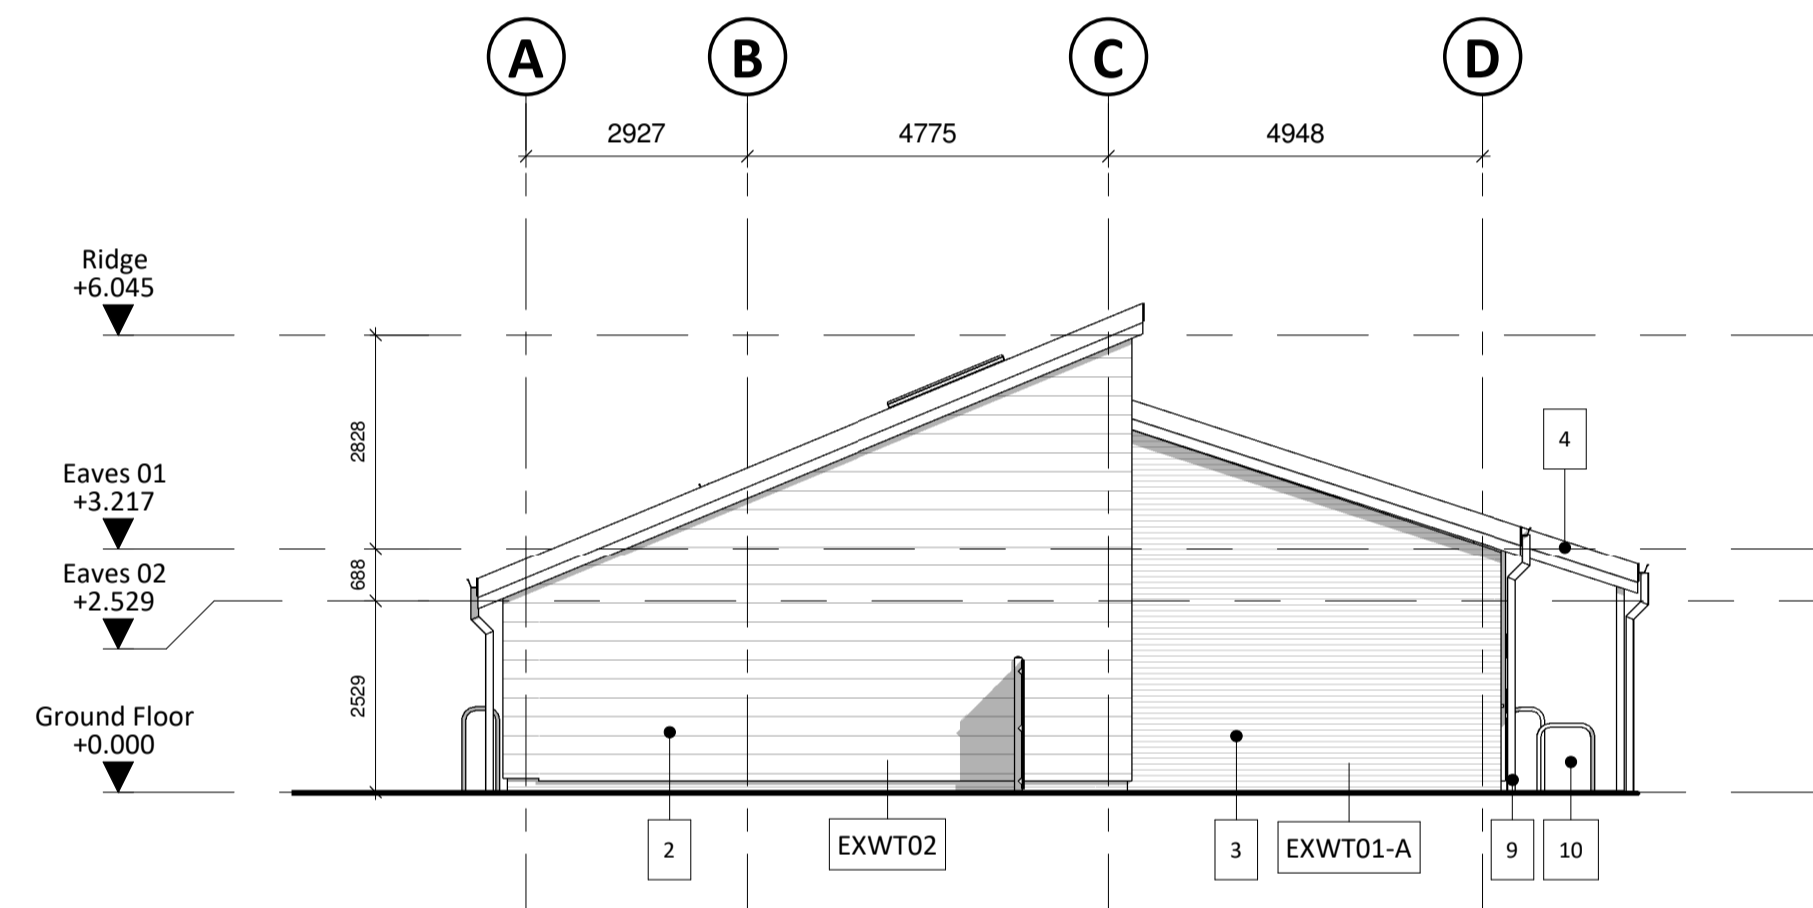 A
B
C
D
2927
4775
4948
Ridge
+6.045
2828
4
Eaves 01
+3.217
688
Eaves 02
+2.529
2529
Ground Floor
+0.000
2
EXWT02
3
EXWT01-A
9
10